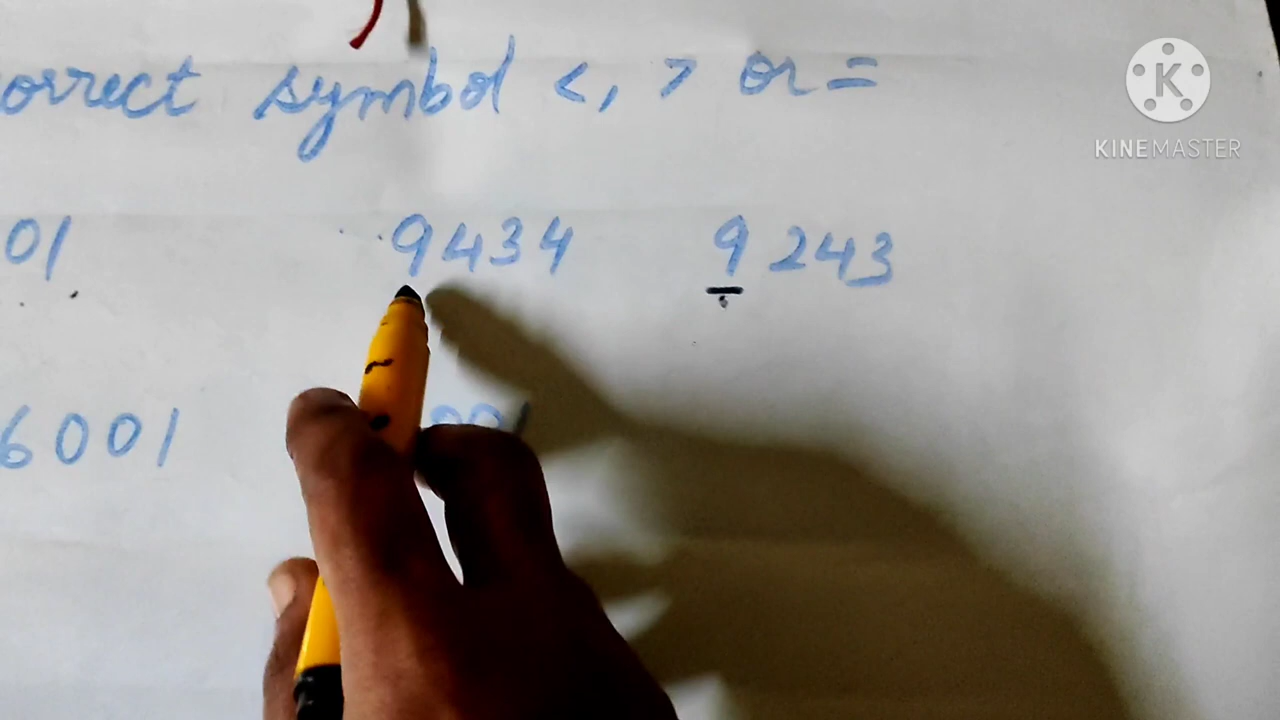 orrect symbol <, > or =
01 9434 9243
6001
KINEMASTER